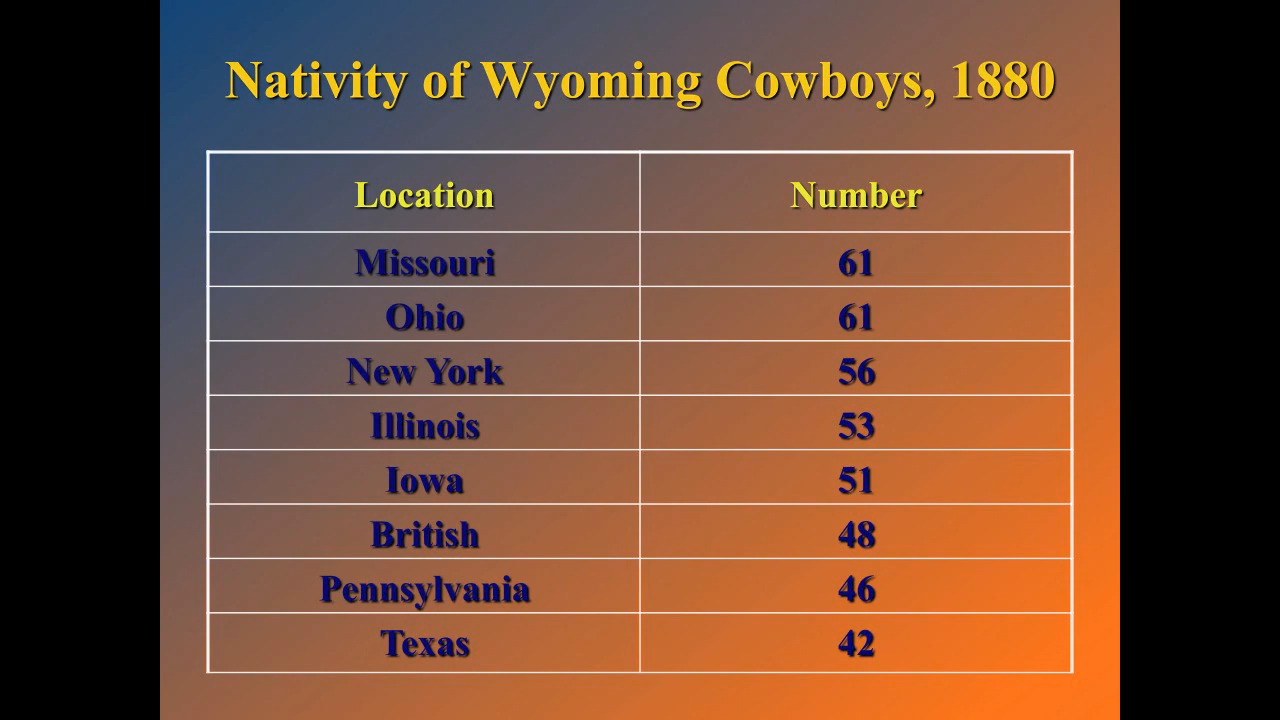 Nativity of Wyoming Cowboys, 1880
Location Number
Missouri 61
Ohio 61
New York 56
Illinois 53
Iowa 51
British 48
Pennsylvania 46
Texas 42